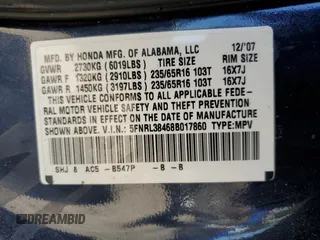 MFD. BY HONDA MFG. OF ALABAMA, LLC 12/'07
GVWR 2730KG (6019LBS) TIRE SIZE RIM SIZE
GAWR F 1320KG (2910LBS) 235/65R16 103T 16X7J
GAWR R 1450KG (3197LBS) 235/65R16 103T 16X7J
THIS VEHICLE CONFORMS TO ALL APPLICABLE FEDE-
RAL MOTOR VEHICLE SAFETY AND THEFT PREVENTION
STANDARDS IN EFFECT ON THE DATE OF MANUFACTURE
SHOWN ABOVE. V.I.N: 5FNRL38468B017860 TYPE: MPV
SHJ 8 AC5 -B547P -B -B
DREAMBID